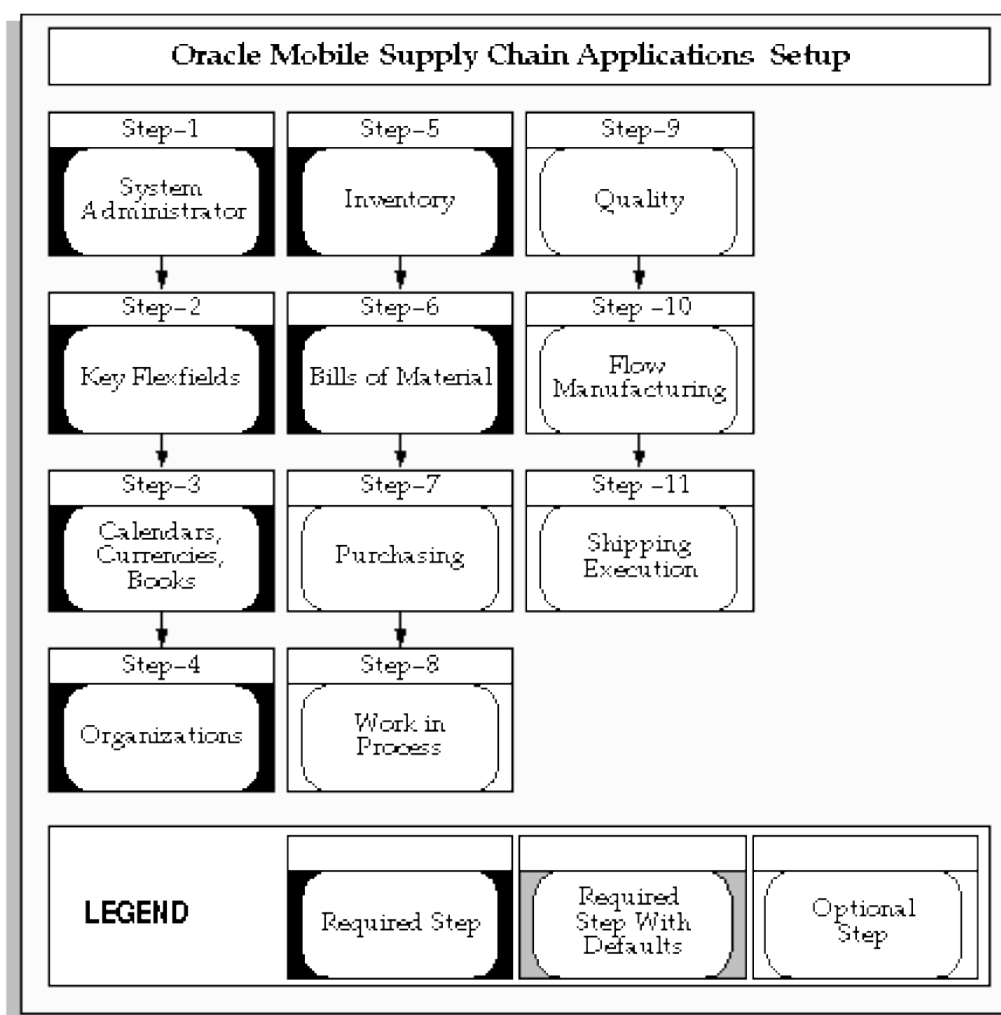 Oracle Mobile Supply Chain Applications Setup
Step-1
System
Administrator
Step-2
Key Flexfields
Step-3
Calendars,
Currencies,
Books
Step-4
Organizations
Step-5
Inventory
Step-6
Bills of Material
Step-7
Purchasing
Step-8
Work in
Process
Step-9
Quality
Step -10
Flow
Manufacturing
Step -11
Shipping
Execution
LEGEND
Required Step
Required
Step With
Defaults
Optional
Step